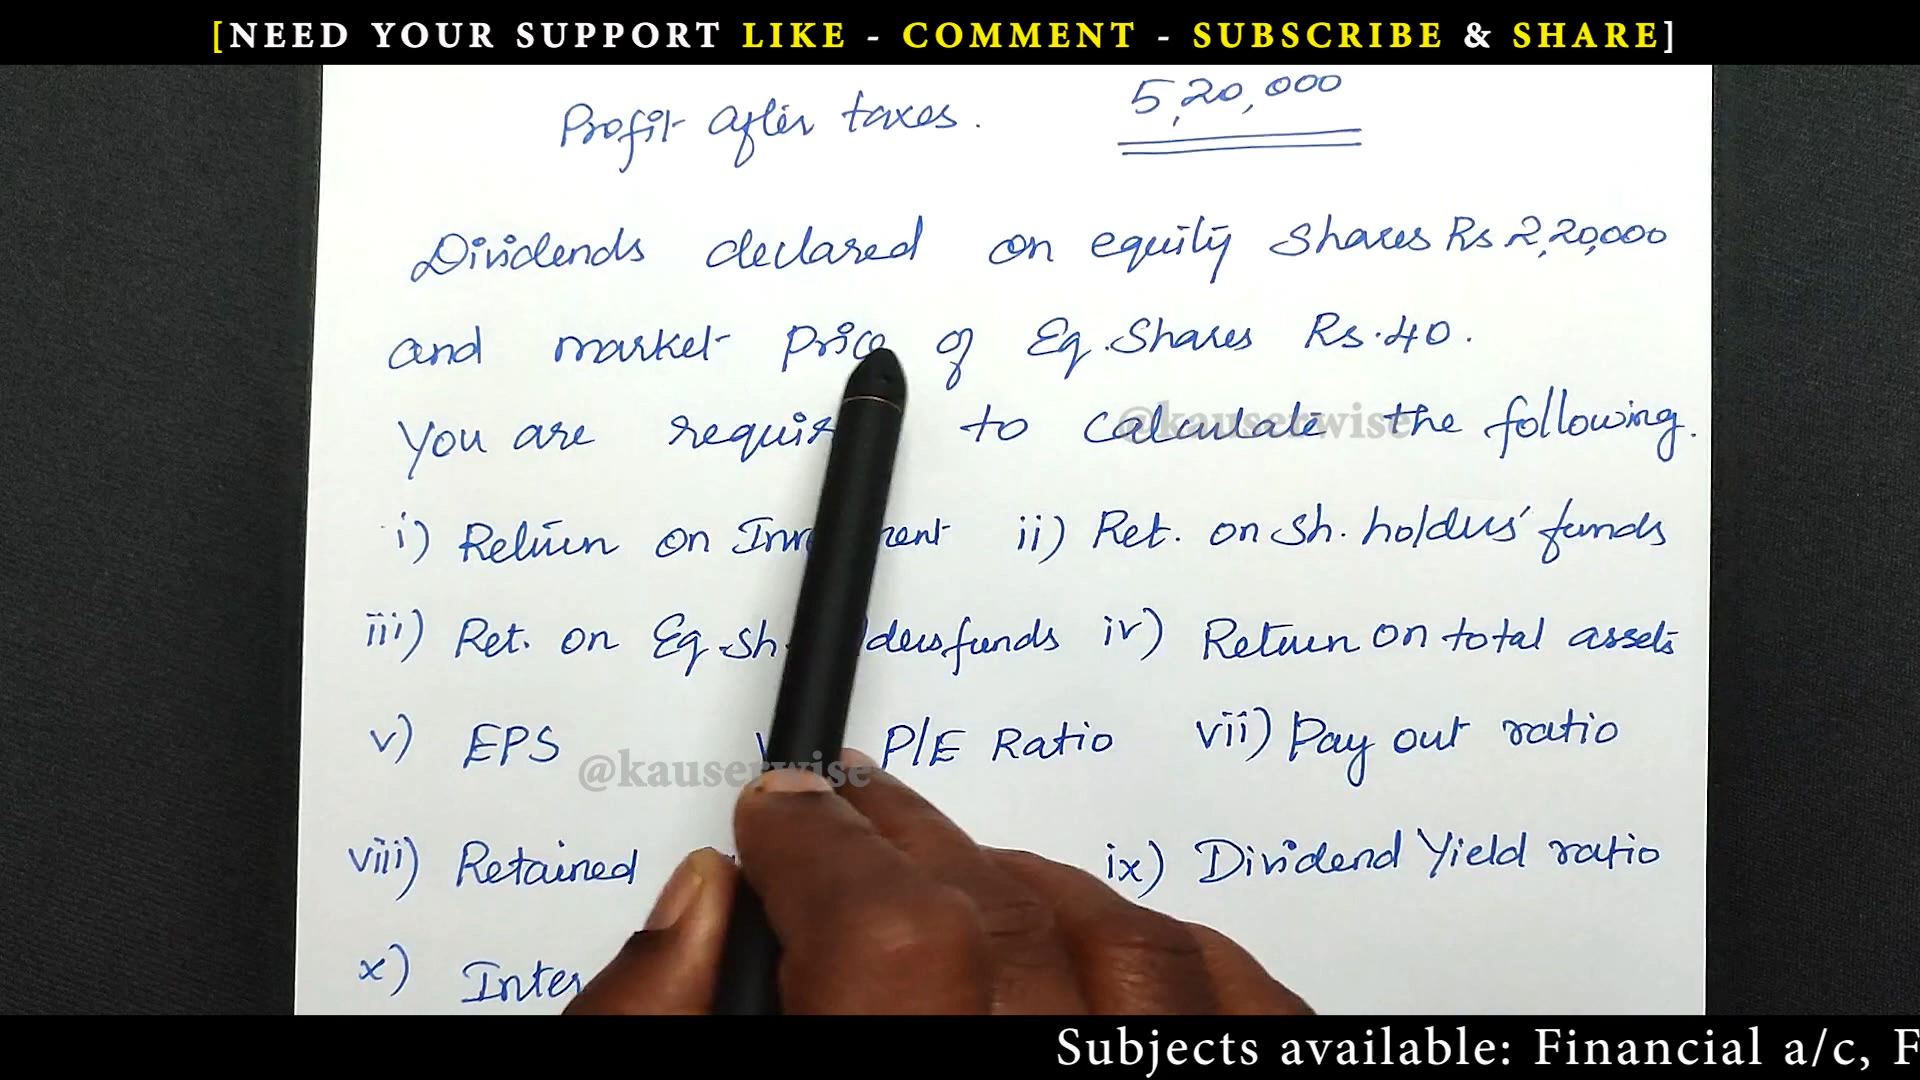 [NEED YOUR SUPPORT LIKE - COMMENT - SUBSCRIBE & SHARE]
Profit after taxes. 5,20,000
Dividends declared on equity shares Rs 2,20,000
and market price of Eq. Shares Rs. 40.
You are to calculate the following.
@kauserwise
i) Return on ii) Ret. on Sh. holders' funds
iii) Ret. on Eq. Sh. funds iv) Return on total assets
v) EPS P/E Ratio vii) Pay out ratio
@kauserwise
viii) Retained ix) Dividend Yield ratio
x) Inter
Subjects available: Financial a/c, F